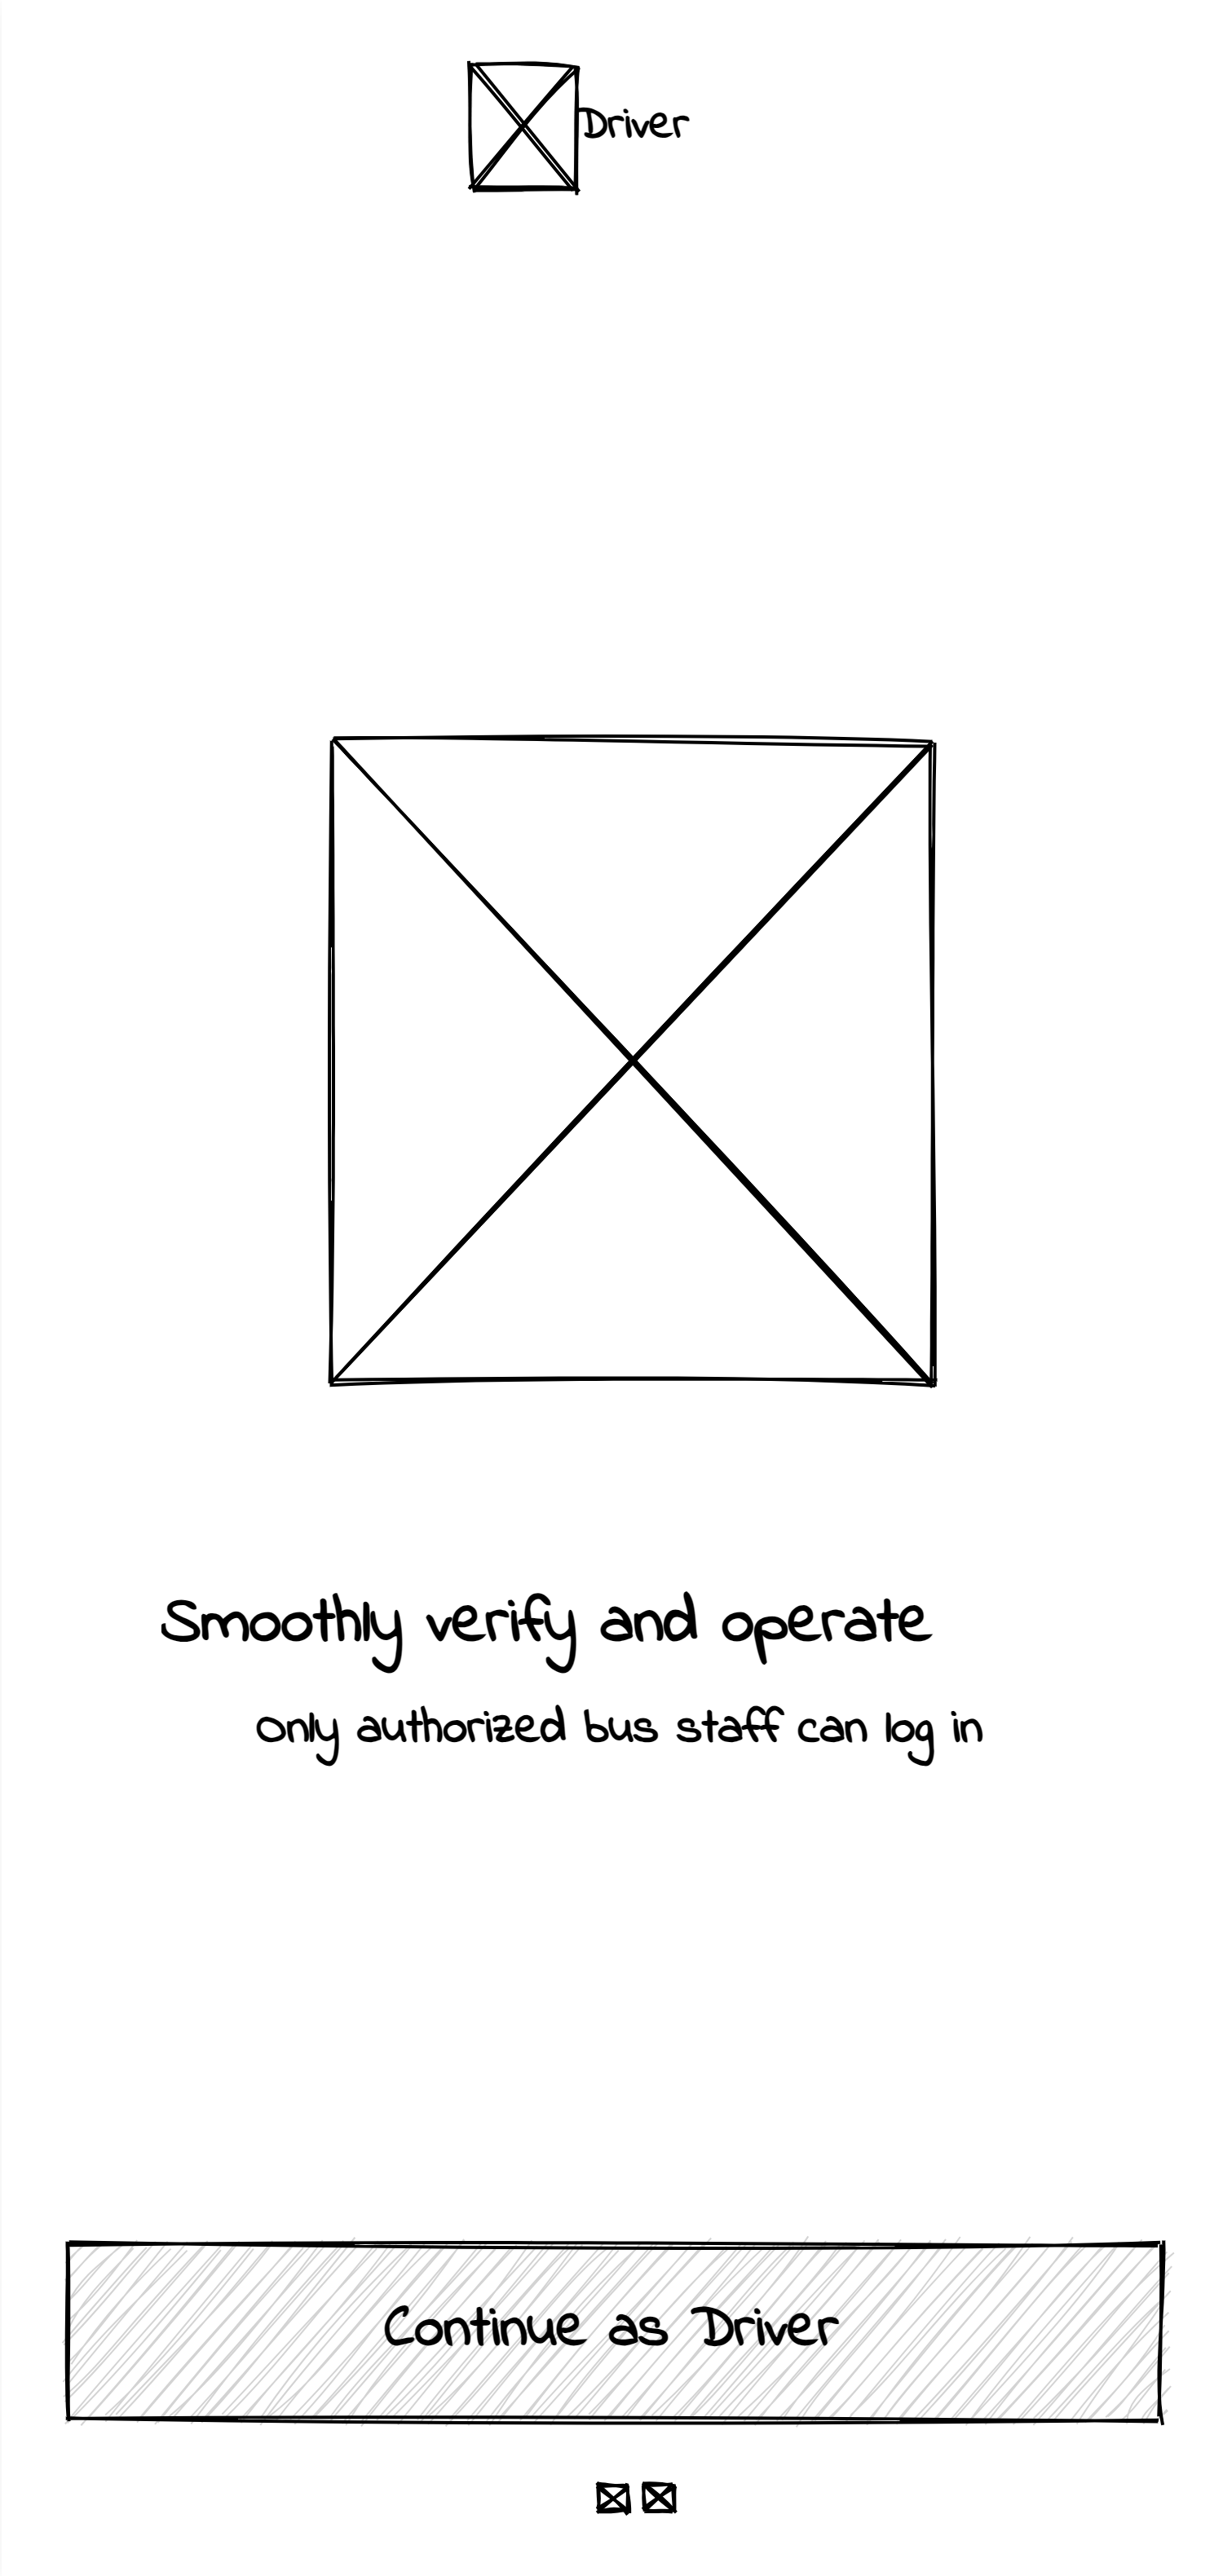 Driver
Smoothly verify and operate
Only authorized bus staff can log in
Continue as Driver